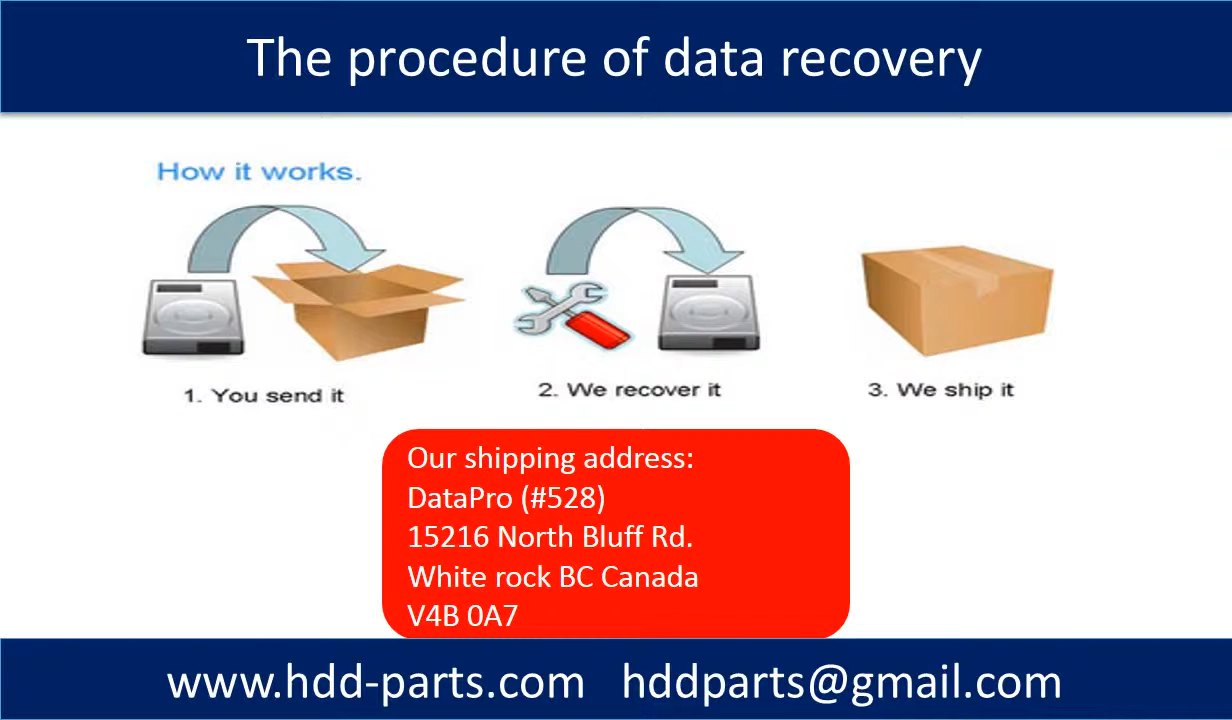 The procedure of data recovery
How it works.
1. You send it
2. We recover it
3. We ship it
Our shipping address:
DataPro (#528)
15216 North Bluff Rd.
White rock BC Canada
V4B 0A7
www.hdd-parts.com hddparts@gmail.com